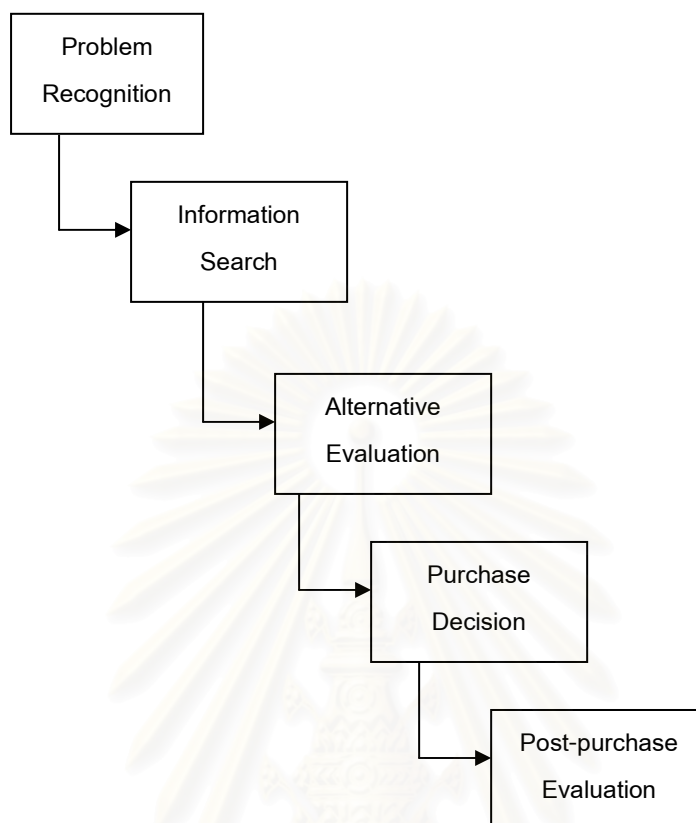 Problem
Recognition
Information
Search
Alternative
Evaluation
Purchase
Decision
Post-purchase
Evaluation